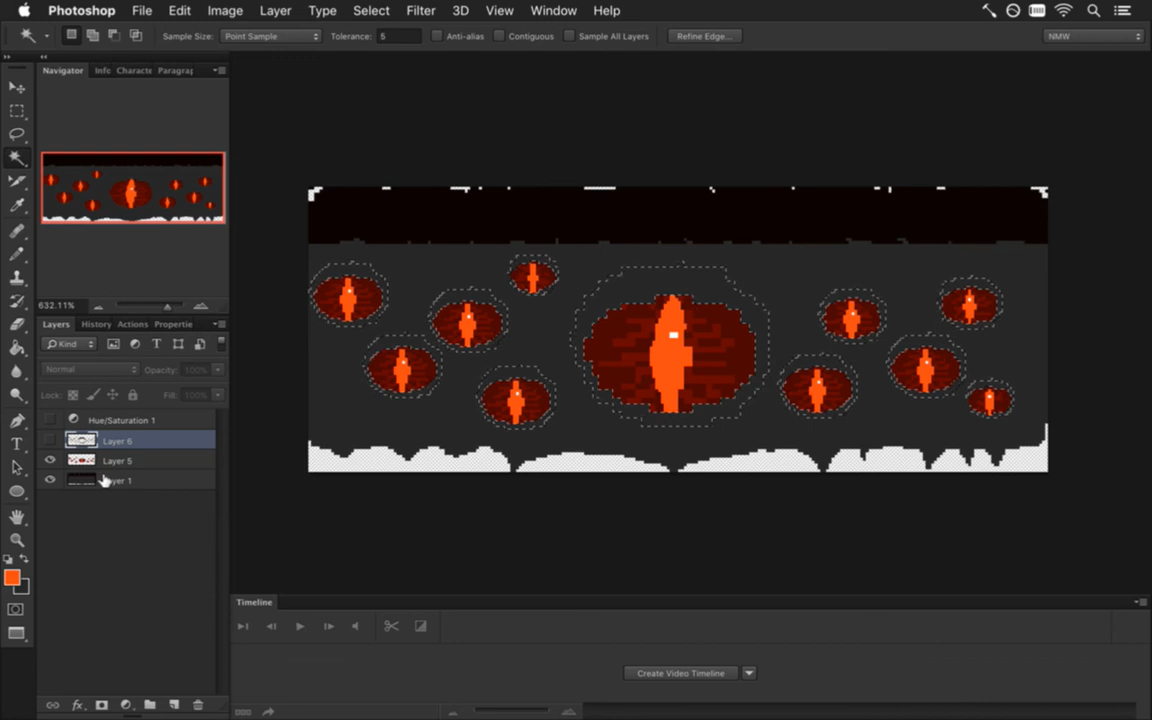 Photoshop File Edit Image Layer Type Select Filter 3D View Window Help
Sample Size: Point Sample Tolerance: 5 Anti-alias Contiguous Sample All Layers Refine Edge... NMW
Navigator Info Characte Paragrap
632.11%
Layers History Actions Propertie
Kind
Normal Opacity: 100%
Lock: Fill: 100%
Hue/Saturation 1
Layer 6
Layer 5
ayer 1
Timeline
Create Video Timeline